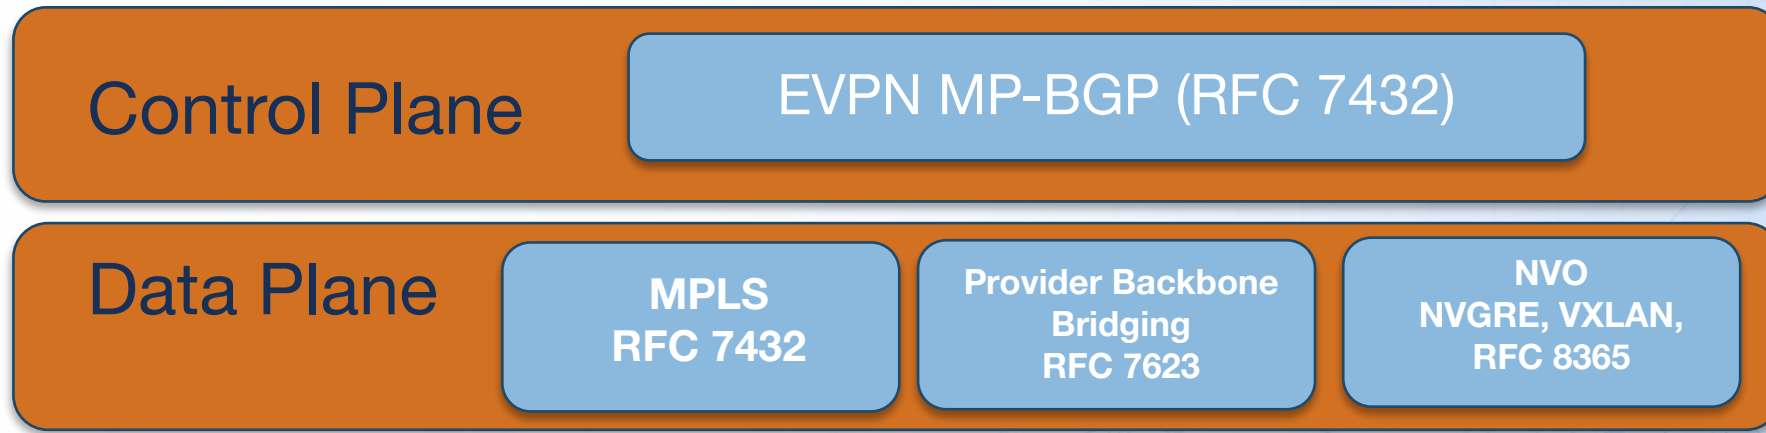 Control Plane
EVPN MP-BGP (RFC 7432)
Data Plane
MPLS
RFC 7432
Provider Backbone
Bridging
RFC 7623
NVO
NVGRE, VXLAN,
RFC 8365